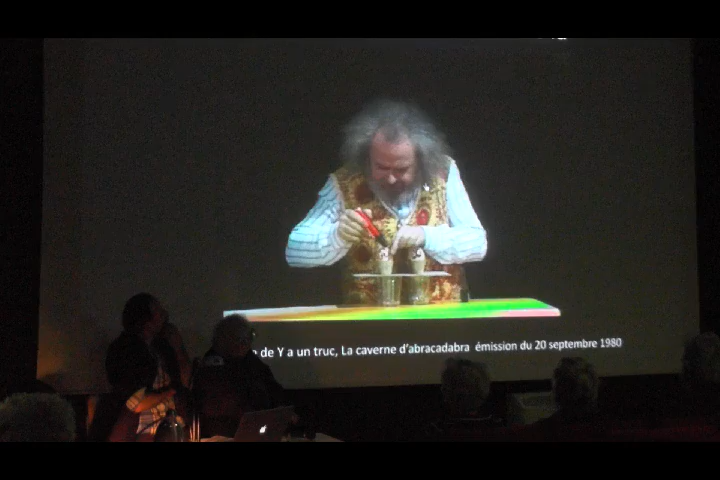 de Y a un truc, La caverne d'abracadabra émission du 20 septembre 1980